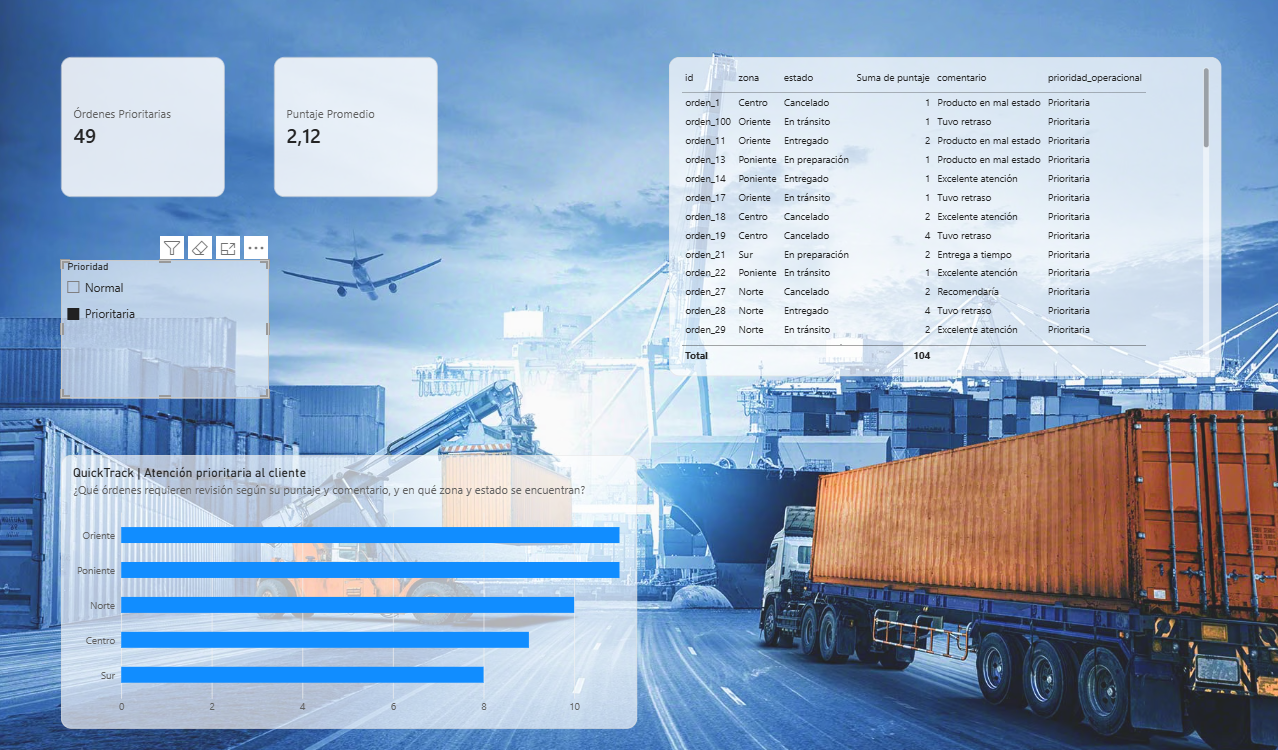 Órdenes Prioritarias
49
Puntaje Promedio
2,12
Prioridad
Normal
Prioritaria
id zona estado Suma de puntaje comentario prioridad_operacional
orden_1 Centro Cancelado 1 Producto en mal estado Prioritaria
orden_100 Oriente En tránsito 1 Tuvo retraso Prioritaria
orden_11 Oriente Entregado 2 Producto en mal estado Prioritaria
orden_13 Poniente En preparación 1 Producto en mal estado Prioritaria
orden_14 Poniente Entregado 1 Excelente atención Prioritaria
orden_17 Oriente En tránsito 1 Tuvo retraso Prioritaria
orden_18 Centro Cancelado 2 Excelente atención Prioritaria
orden_19 Centro Cancelado 4 Tuvo retraso Prioritaria
orden_21 Sur En preparación 2 Entrega a tiempo Prioritaria
orden_22 Poniente En tránsito 1 Excelente atención Prioritaria
orden_27 Norte Cancelado 2 Recomendaría Prioritaria
orden_28 Norte Entregado 4 Tuvo retraso Prioritaria
orden_29 Norte En tránsito 2 Excelente atención Prioritaria
Total 104
QuickTrack | Atención prioritaria al cliente
¿Qué órdenes requieren revisión según su puntaje y comentario, y en qué zona y estado se encuentran?
Oriente
Poniente
Norte
Centro
Sur
0 2 4 6 8 10